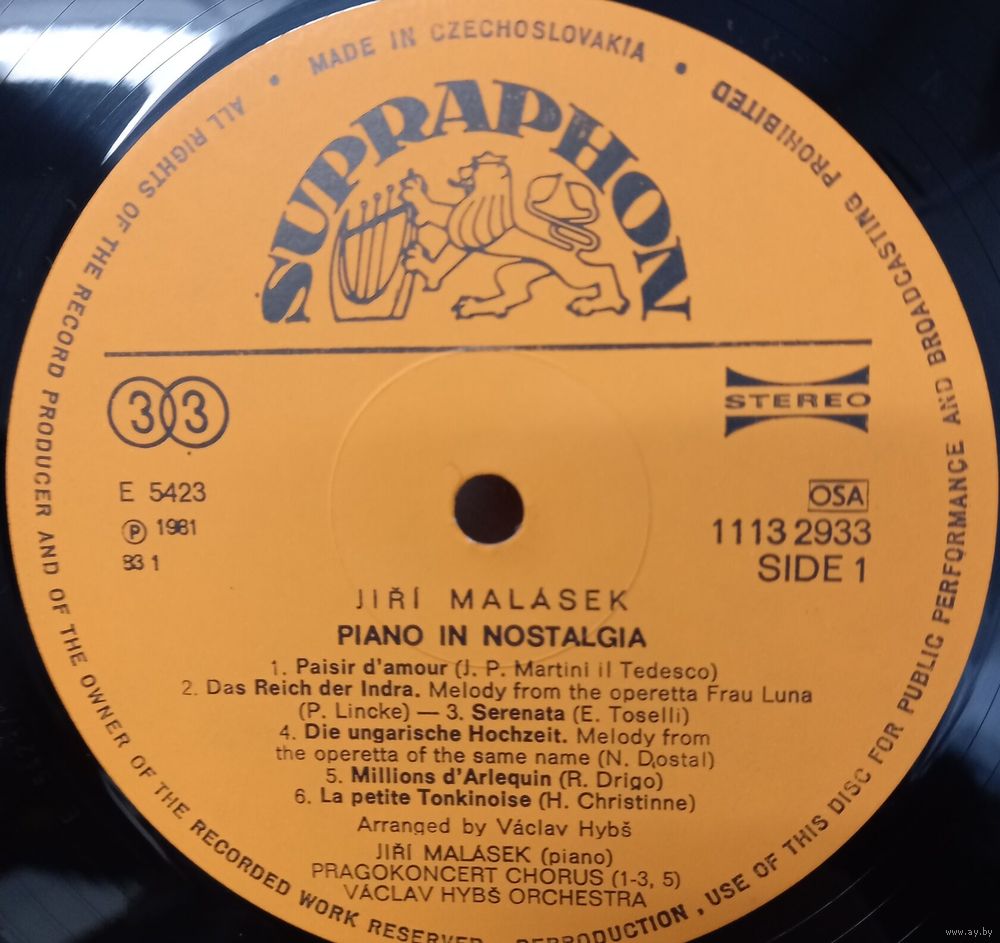 MADE IN CZECHOSLOVAKIA
ALL RIGHTS OF THE RECORD PRODUCER AND OF THE OWNER OF THE RECORDED WORK RESERVED
REPRODUCTION, USE OF THIS DISC FOR PUBLIC PERFORMANCE AND BROADCASTING PROHIBITED
SUPRAPHON
33
STEREO
E 5423
Ⓟ 1981
83 1
OSA
1113 2933
SIDE 1
JIŘÍ MALÁSEK
PIANO IN NOSTALGIA
1. Paisir d'amour (J. P. Martini il Tedesco)
2. Das Reich der Indra. Melody from the operetta Frau Luna
(P. Lincke) — 3. Serenata (E. Toselli)
4. Die ungarische Hochzeit. Melody from
the operetta of the same name (N. Dostal)
5. Millions d'Arlequin (R. Drigo)
6. La petite Tonkinoise (H. Christinne)
Arranged by Václav Hybš
JIŘÍ MALÁSEK (piano)
PRAGOKONCERT CHORUS (1-3, 5)
VÁCLAV HYBŠ ORCHESTRA
www.ay.by